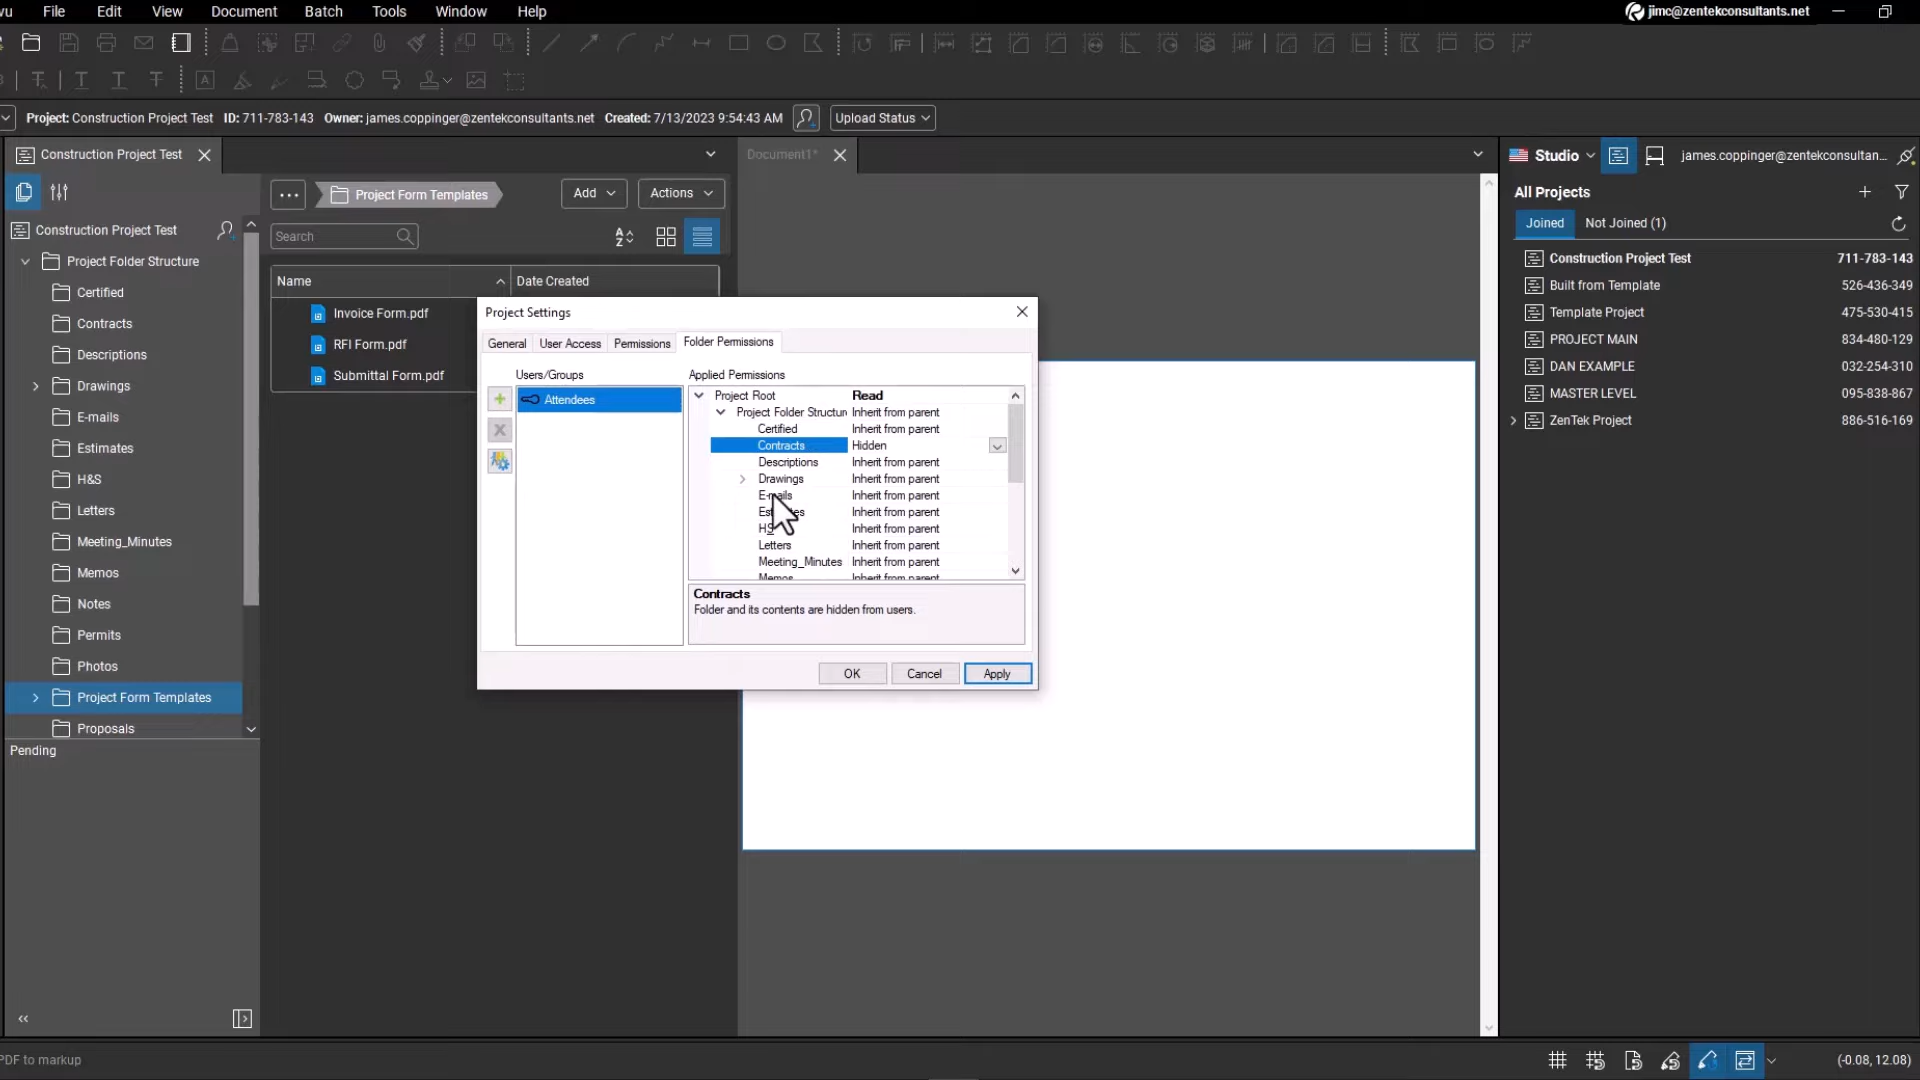 vu File Edit View Document Batch Tools Window Help
jimc@zentekconsultants.net
Project: Construction Project Test ID: 711-783-143 Owner: james.coppinger@zentekconsultants.net Created: 7/13/2023 9:54:43 AM Upload Status
Construction Project Test
Construction Project Test
Project Folder Structure
Certified
Contracts
Descriptions
Drawings
E-mails
Estimates
H&S
Letters
Meeting_Minutes
Memos
Notes
Permits
Photos
Project Form Templates
Proposals
Pending
Project Form Templates
Add
Actions
Search
Name Date Created
Invoice Form.pdf
RFI Form.pdf
Submittal Form.pdf
Document1*
Project Settings
General User Access Permissions Folder Permissions
Users/Groups
Attendees
Applied Permissions
Project Root Read
Project Folder Structur Inherit from parent
Certified Inherit from parent
Contracts Hidden
Descriptions Inherit from parent
Drawings Inherit from parent
E-mails Inherit from parent
Inherit from parent
Inherit from parent
Letters Inherit from parent
Meeting_Minutes Inherit from parent
Memos Inherit from parent
Contracts
Folder and its contents are hidden from users.
OK Cancel Apply
Studio james.coppinger@zentekconsultan...
All Projects
Joined Not Joined (1)
Construction Project Test 711-783-143
Built from Template 526-436-349
Template Project 475-530-415
PROJECT MAIN 834-480-129
DAN EXAMPLE 032-254-310
MASTER LEVEL 095-838-867
ZenTek Project 886-516-169
PDF to markup
(-0.08, 12.08)